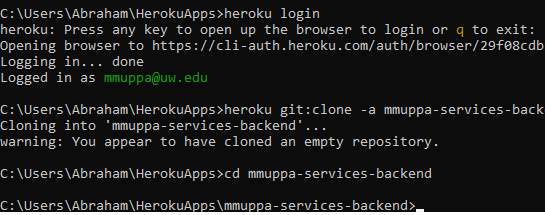 C:\Users\Abraham\HerokuApps>heroku login
heroku: Press any key to open up the browser to login or q to exit:
Opening browser to https://cli-auth.heroku.com/auth/browser/29f08cdb
Logging in... done
Logged in as mmuppa@uw.edu
C:\Users\Abraham\HerokuApps>heroku git:clone -a mmuppa-services-back
Cloning into 'mmuppa-services-backend'...
warning: You appear to have cloned an empty repository.
C:\Users\Abraham\HerokuApps>cd mmuppa-services-backend
C:\Users\Abraham\HerokuApps\mmuppa-services-backend>